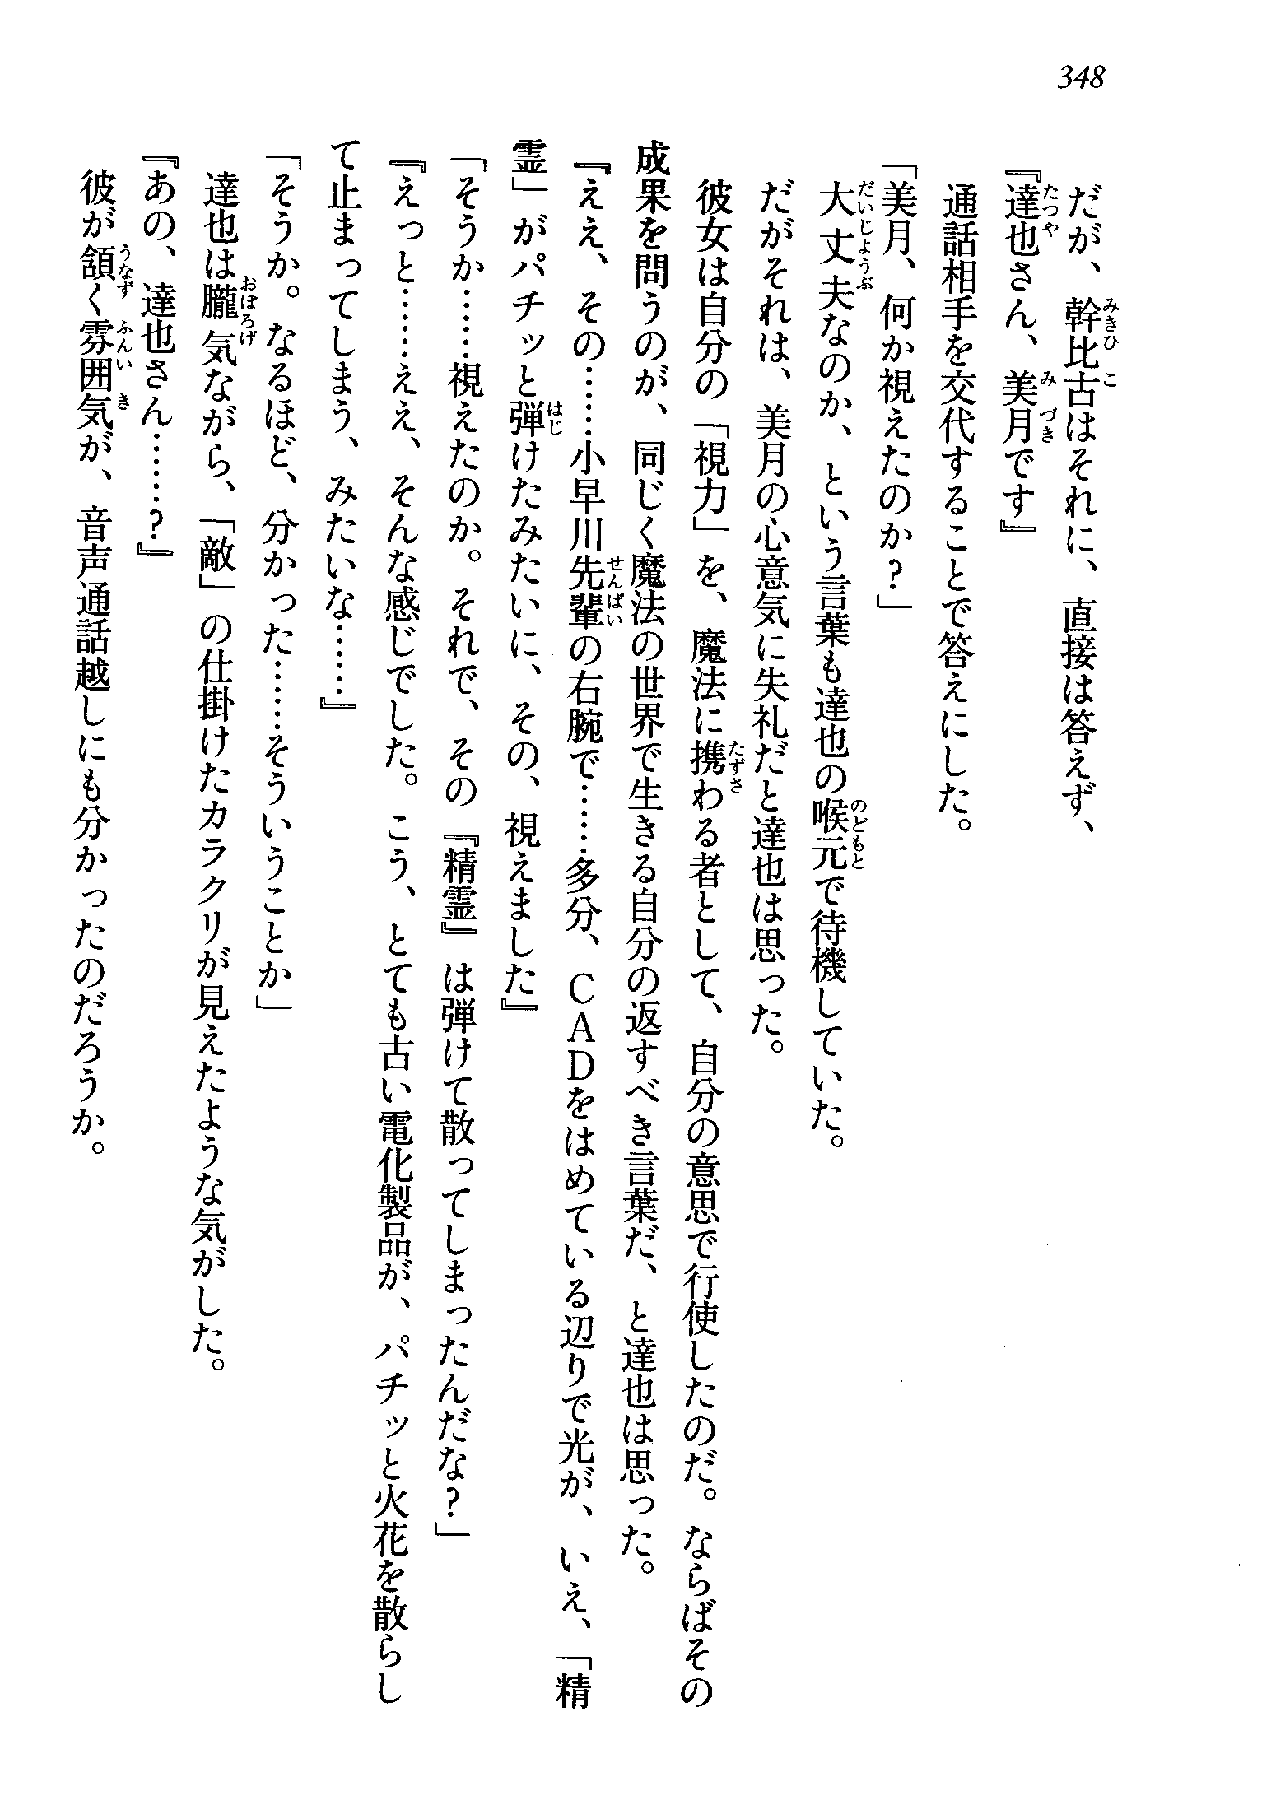 348
だが、幹比古はそれに、直接は答えず、
『達也さん、美月です』
通話相手を交代することで答えにした。
「美月、何か視えたのか?」
大丈夫なのか、という言葉も達也の喉元で待機していた。
だがそれは、美月の心意気に失礼だと達也は思った。
彼女は自分の「視力」を、魔法に携わる者として、自分の意思で行使したのだ。ならばその
成果を問うのが、同じく魔法の世界で生きる自分の返すべき言葉だ、と達也は思った。
『ええ、その……小早川先輩の右腕で……多分、CADをはめている辺りで光が、いえ、「精
霊」がパチッと弾けたみたいに、その、視えました』
「そうか……視えたのか。それで、その『精霊』は弾けて散ってしまったんだな?」
『えっと……ええ、そんな感じでした。こう、とても古い電化製品が、パチッと火花を散らし
て止まってしまう、みたいな……』
「そうか。なるほど、分かった……そういうことか」
達也は朧気ながら、「敵」の仕掛けたカラクリが見えたような気がした。
『あの、達也さん……?』
彼が頷く雰囲気が、音声通話越しにも分かったのだろうか。